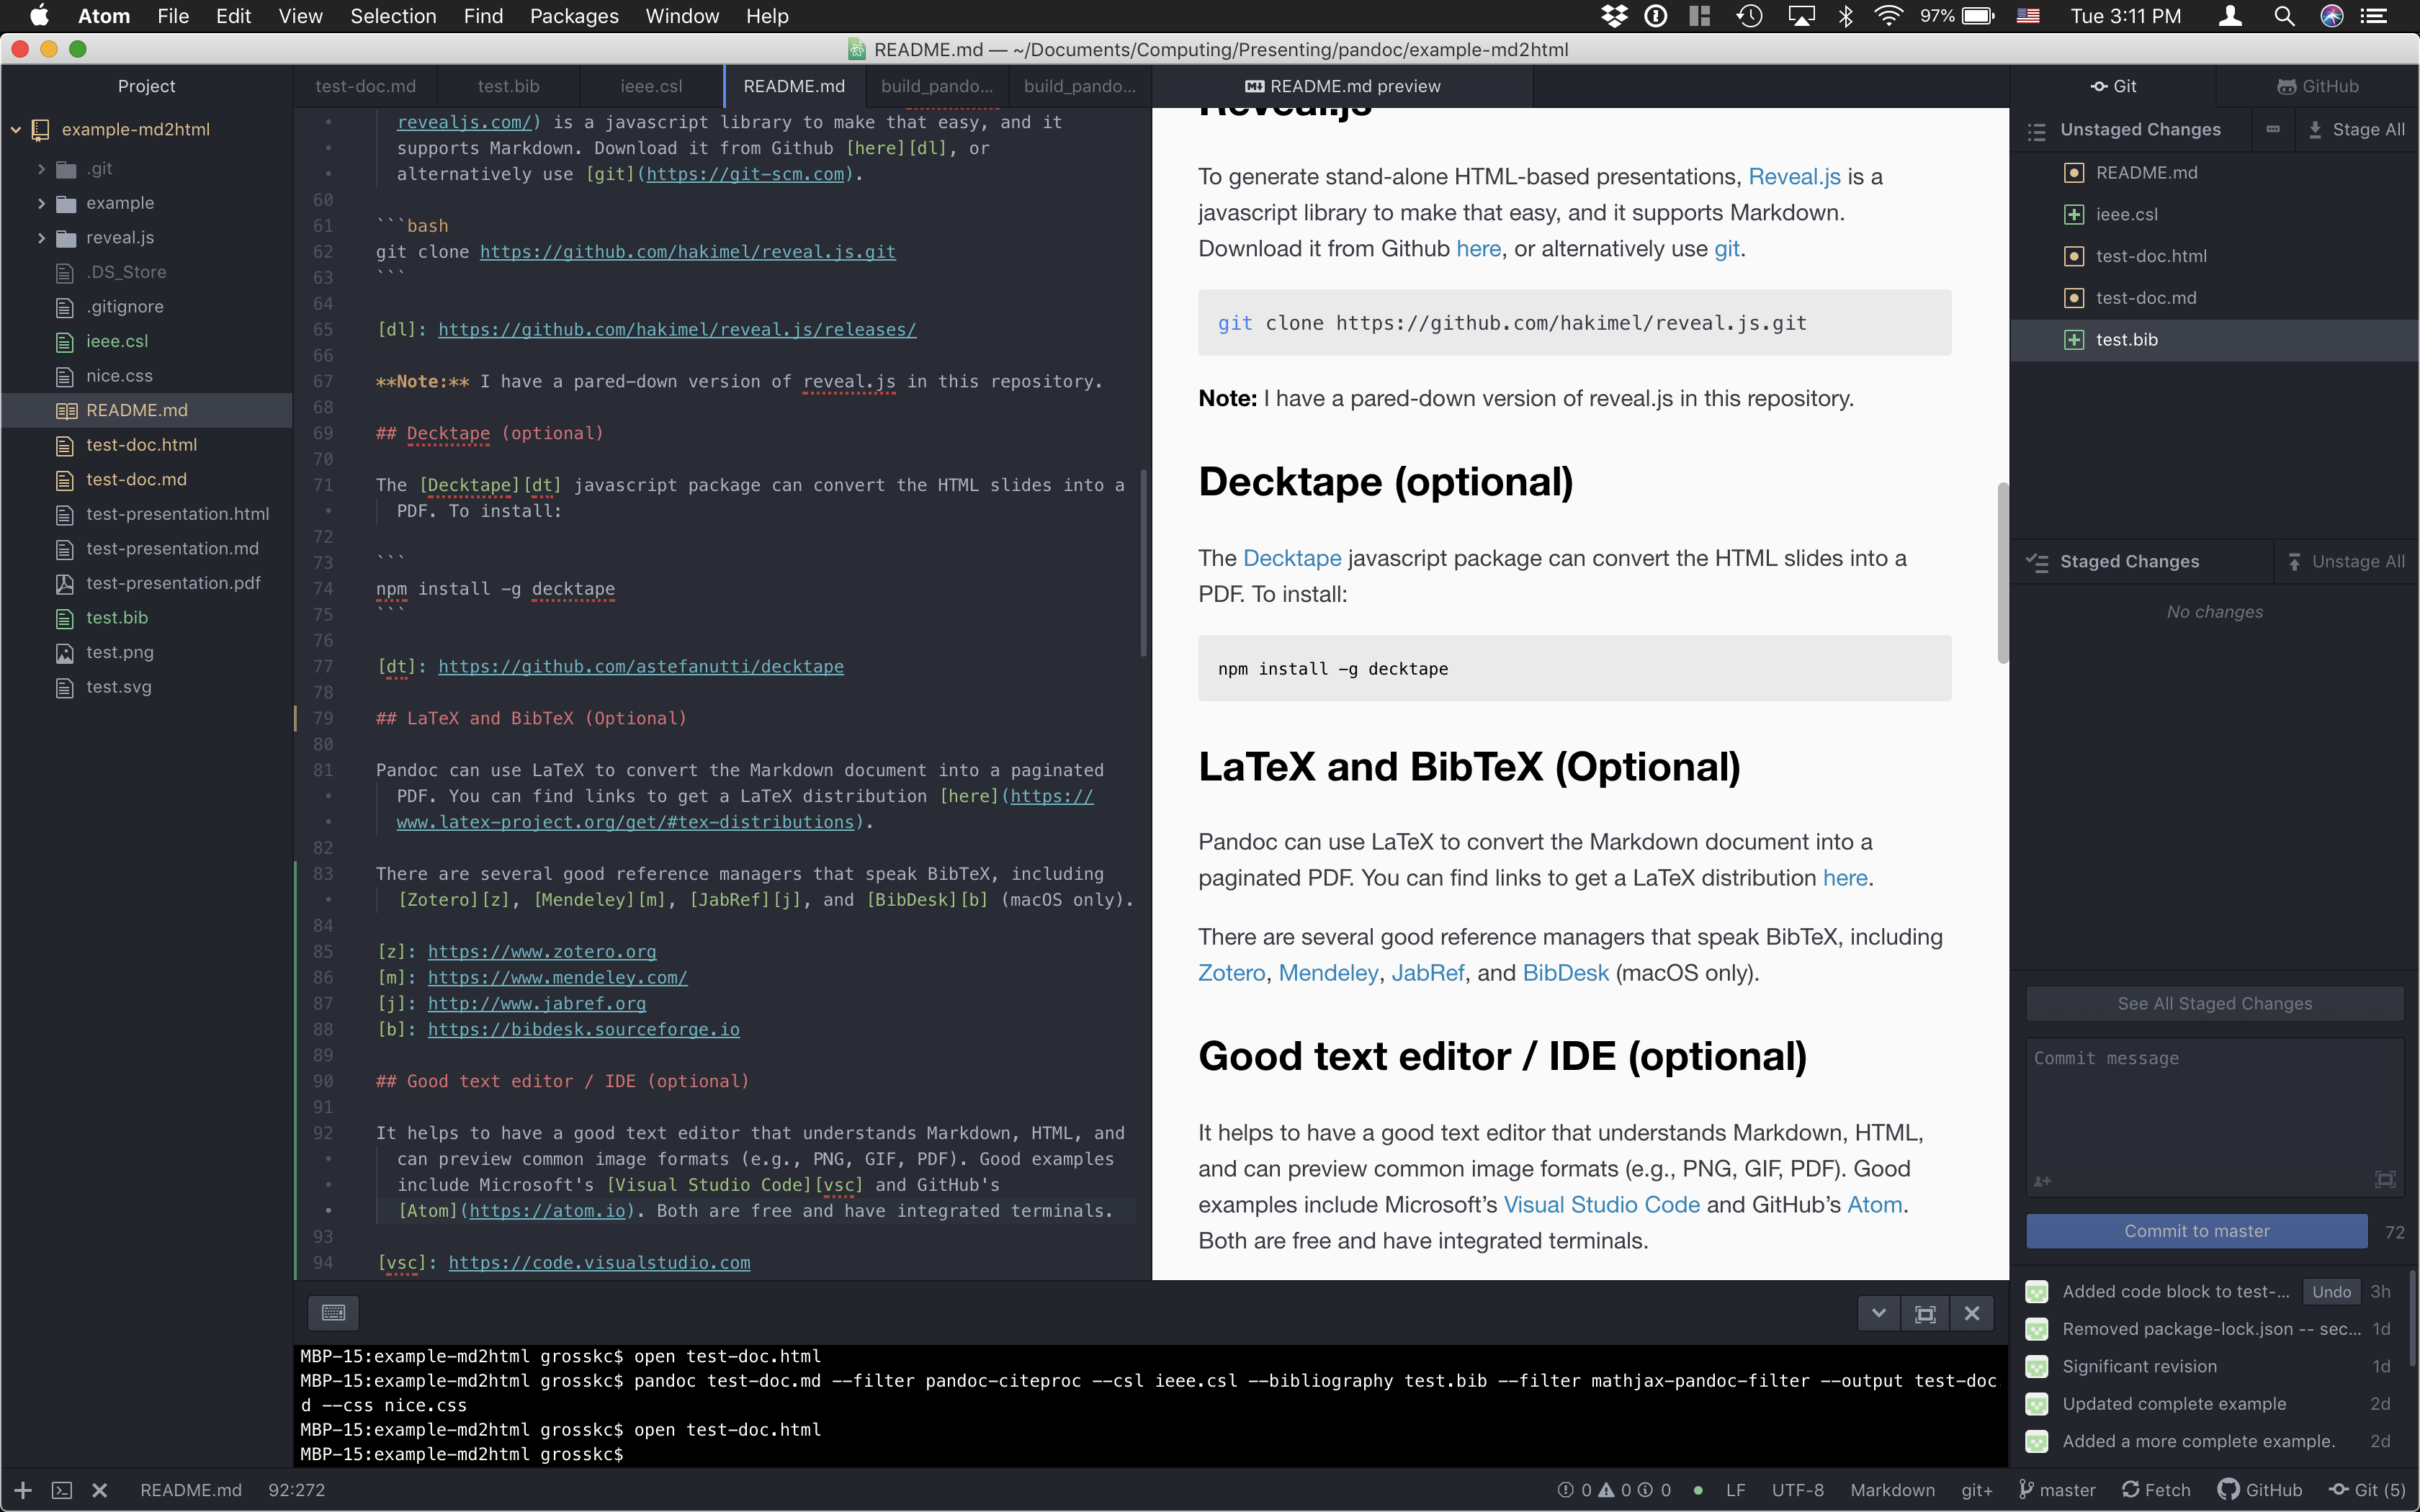 Atom File Edit View Selection Find Packages Window Help 97% Tue 3:11 PM
README.md — ~/Documents/Computing/Presenting/pandoc/example-md2html
Project
example-md2html
.git
example
reveal.js
.DS_Store
.gitignore
ieee.csl
nice.css
README.md
test-doc.html
test-doc.md
test-presentation.html
test-presentation.md
test-presentation.pdf
test.bib
test.png
test.svg
test-doc.md test.bib ieee.csl README.md build_pando... build_pando...
revealjs.com/) is a javascript library to make that easy, and it
supports Markdown. Download it from Github [here][dl], or
alternatively use [git](https://git-scm.com).
60
61 ```bash
62 git clone https://github.com/hakimel/reveal.js.git
63 ```
64
65 [dl]: https://github.com/hakimel/reveal.js/releases/
66
67 **Note:** I have a pared-down version of reveal.js in this repository.
68
69 ## Decktape (optional)
70
71 The [Decktape][dt] javascript package can convert the HTML slides into a
PDF. To install:
72
73 ```
74 npm install -g decktape
75 ```
76
77 [dt]: https://github.com/astefanutti/decktape
78
79 ## LaTeX and BibTeX (Optional)
80
81 Pandoc can use LaTeX to convert the Markdown document into a paginated
PDF. You can find links to get a LaTeX distribution [here](https://
www.latex-project.org/get/#tex-distributions).
82
83 There are several good reference managers that speak BibTeX, including
[Zotero][z], [Mendeley][m], [JabRef][j], and [BibDesk][b] (macOS only).
84
85 [z]: https://www.zotero.org
86 [m]: https://www.mendeley.com/
87 [j]: http://www.jabref.org
88 [b]: https://bibdesk.sourceforge.io
89
90 ## Good text editor / IDE (optional)
91
92 It helps to have a good text editor that understands Markdown, HTML, and
can preview common image formats (e.g., PNG, GIF, PDF). Good examples
include Microsoft's [Visual Studio Code][vsc] and GitHub's
[Atom](https://atom.io). Both are free and have integrated terminals.
93
94 [vsc]: https://code.visualstudio.com
README.md preview
Reveal.js
To generate stand-alone HTML-based presentations, Reveal.js is a
javascript library to make that easy, and it supports Markdown.
Download it from Github here, or alternatively use git.
git clone https://github.com/hakimel/reveal.js.git
Note: I have a pared-down version of reveal.js in this repository.
Decktape (optional)
The Decktape javascript package can convert the HTML slides into a
PDF. To install:
npm install -g decktape
LaTeX and BibTeX (Optional)
Pandoc can use LaTeX to convert the Markdown document into a
paginated PDF. You can find links to get a LaTeX distribution here.
There are several good reference managers that speak BibTeX, including
Zotero, Mendeley, JabRef, and BibDesk (macOS only).
Good text editor / IDE (optional)
It helps to have a good text editor that understands Markdown, HTML,
and can preview common image formats (e.g., PNG, GIF, PDF). Good
examples include Microsoft’s Visual Studio Code and GitHub’s Atom.
Both are free and have integrated terminals.
Git GitHub
Unstaged Changes Stage All
README.md
ieee.csl
test-doc.html
test-doc.md
test.bib
Staged Changes Unstage All
No changes
See All Staged Changes
Commit message
Commit to master 72
Added code block to test-... Undo 3h
Removed package-lock.json -- sec... 1d
Significant revision 1d
Updated complete example 2d
Added a more complete example. 2d
MBP-15:example-md2html grosskc$ open test-doc.html
MBP-15:example-md2html grosskc$ pandoc test-doc.md --filter pandoc-citeproc --csl ieee.csl --bibliography test.bib --filter mathjax-pandoc-filter --output test-doc.
d --css nice.css
MBP-15:example-md2html grosskc$ open test-doc.html
MBP-15:example-md2html grosskc$
README.md 92:272 0 0 0 LF UTF-8 Markdown git+ master Fetch GitHub Git (5)